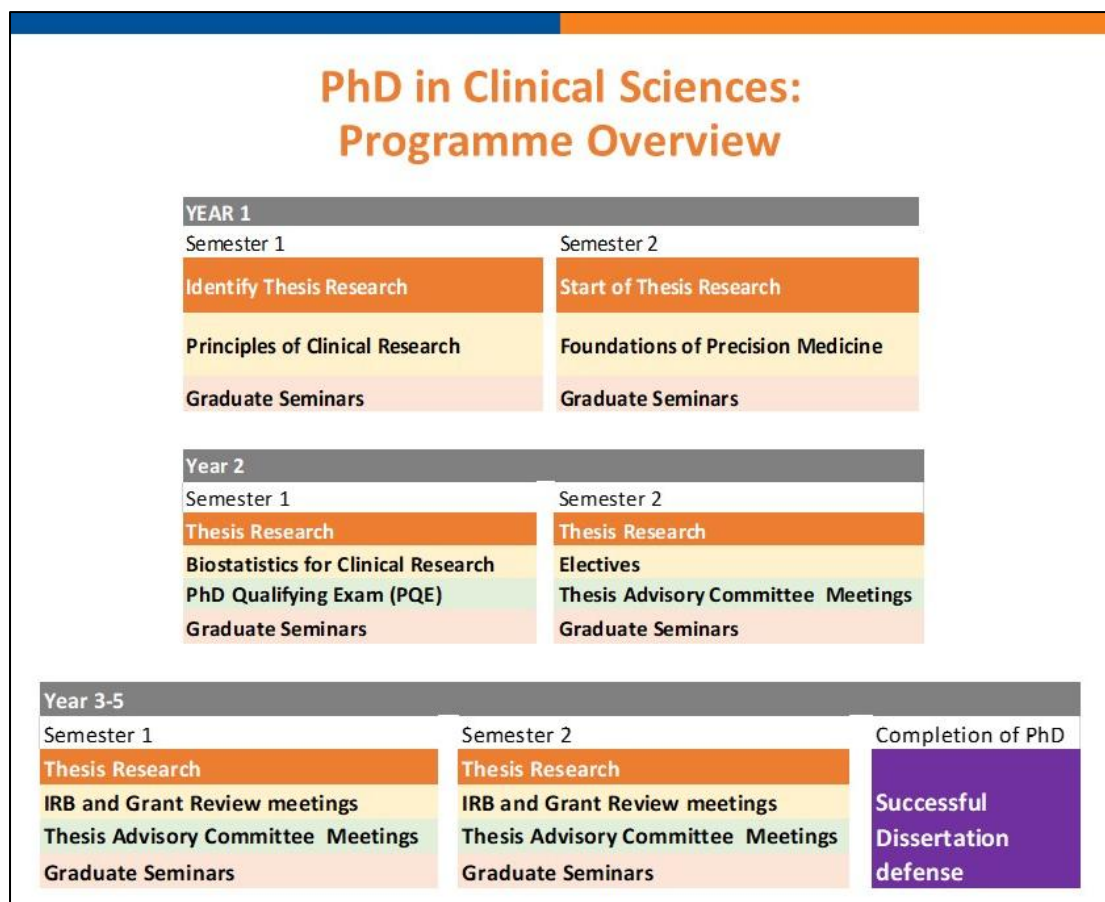 PhD in Clinical Sciences:
Programme Overview
YEAR 1
Semester 1
Semester 2
Identify Thesis Research
Start of Thesis Research
Principles of Clinical Research
Foundations of Precision Medicine
Graduate Seminars
Graduate Seminars
Year 2
Semester 1
Semester 2
Thesis Research
Thesis Research
Biostatistics for Clinical Research
Electives
PhD Qualifying Exam (PQE)
Thesis Advisory Committee Meetings
Graduate Seminars
Graduate Seminars
Year 3-5
Semester 1
Semester 2
Completion of PhD
Thesis Research
Thesis Research
IRB and Grant Review meetings
IRB and Grant Review meetings
Successful
Thesis Advisory Committee Meetings
Thesis Advisory Committee Meetings
Dissertation
Graduate Seminars
Graduate Seminars
defense